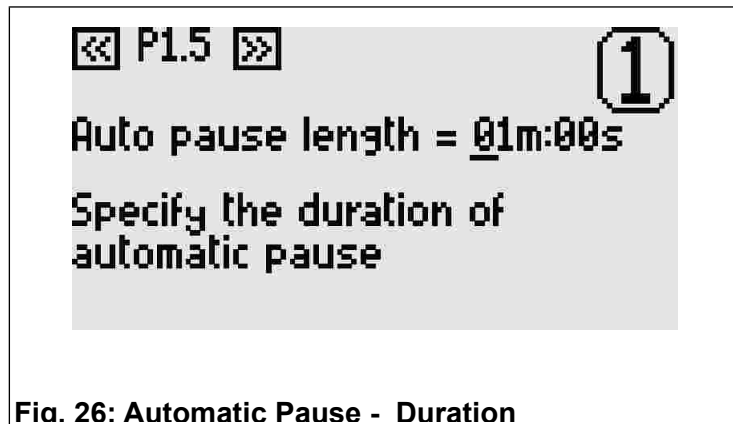 « P1.5 » 1
Auto pause length = 01m:00s
Specify the duration of
automatic pause
Fig. 26: Automatic Pause - Duration